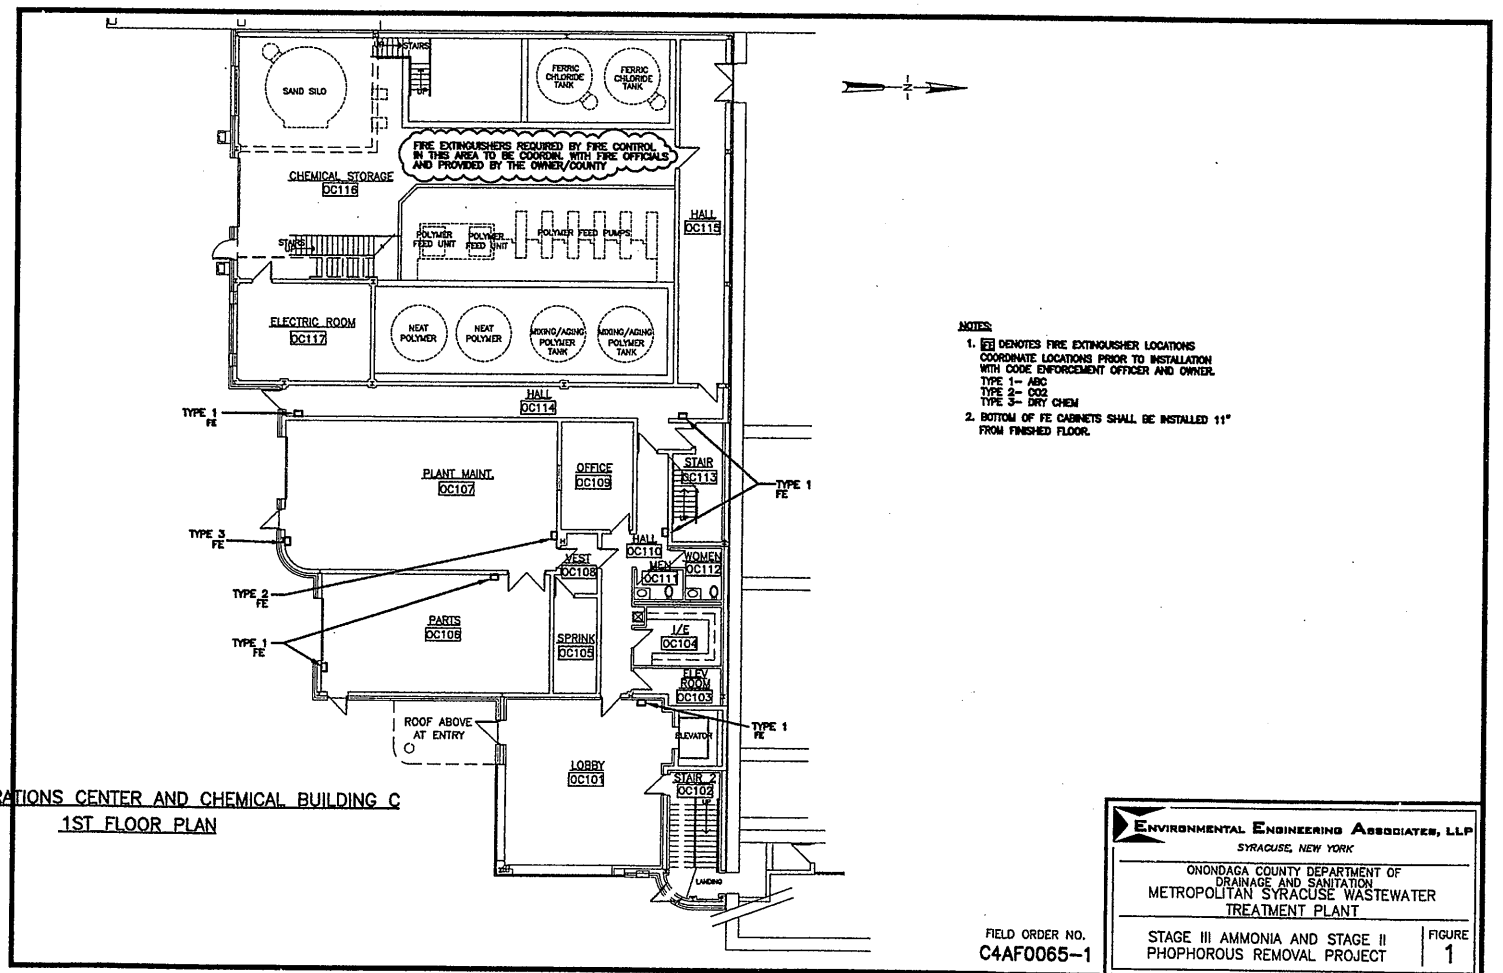 STAIRS
UP
UP
SAND SILO
FERRIC
CHLORIDE
TANK
FERRIC
CHLORIDE
TANK
N
FIRE EXTINGUISHERS REQUIRED BY FIRE CONTROL
IN THIS AREA TO BE COORDIN. WITH FIRE OFFICIALS
AND PROVIDED BY THE OWNER/COUNTY
CHEMICAL STORAGE
OC116
HALL
OC115
STAIRS
UP
POLYMER
FEED UNIT
POLYMER
FEED UNIT
POLYMER FEED PUMPS
ELECTRIC ROOM
OC117
NEAT
POLYMER
NEAT
POLYMER
MIXING/AGING
POLYMER
TANK
MIXING/AGING
POLYMER
TANK
NOTES:
1. FE DENOTES FIRE EXTINGUISHER LOCATIONS
COORDINATE LOCATIONS PRIOR TO INSTALLATION
WITH CODE ENFORCEMENT OFFICER AND OWNER.
TYPE 1- ABC
TYPE 2- CO2
TYPE 3- DRY CHEM
2. BOTTOM OF FE CABINETS SHALL BE INSTALLED 11"
FROM FINISHED FLOOR.
HALL
OC114
TYPE 1
FE
PLANT MAINT.
OC107
OFFICE
OC109
STAIR
OC113
UP
TYPE 1
FE
TYPE 3
FE
H
HALL
OC110
VEST
OC108
MEN
OC111
WOMEN
OC112
TYPE 2
FE
PARTS
OC106
SPRINK
OC105
I/E
OC104
TYPE 1
FE
ELEV
ROOM
OC103
ROOF ABOVE
AT ENTRY
TYPE 1
FE
ELEVATOR
LOBBY
OC101
STAIR 2
OC102
UP
LANDING
RATIONS CENTER AND CHEMICAL BUILDING C
1ST FLOOR PLAN
ENVIRONMENTAL ENGINEERING ASSOCIATES, LLP
SYRACUSE, NEW YORK
ONONDAGA COUNTY DEPARTMENT OF
DRAINAGE AND SANITATION
METROPOLITAN SYRACUSE WASTEWATER
TREATMENT PLANT
FIELD ORDER NO.
C4AF0065-1
STAGE III AMMONIA AND STAGE II
PHOPHOROUS REMOVAL PROJECT
FIGURE
1